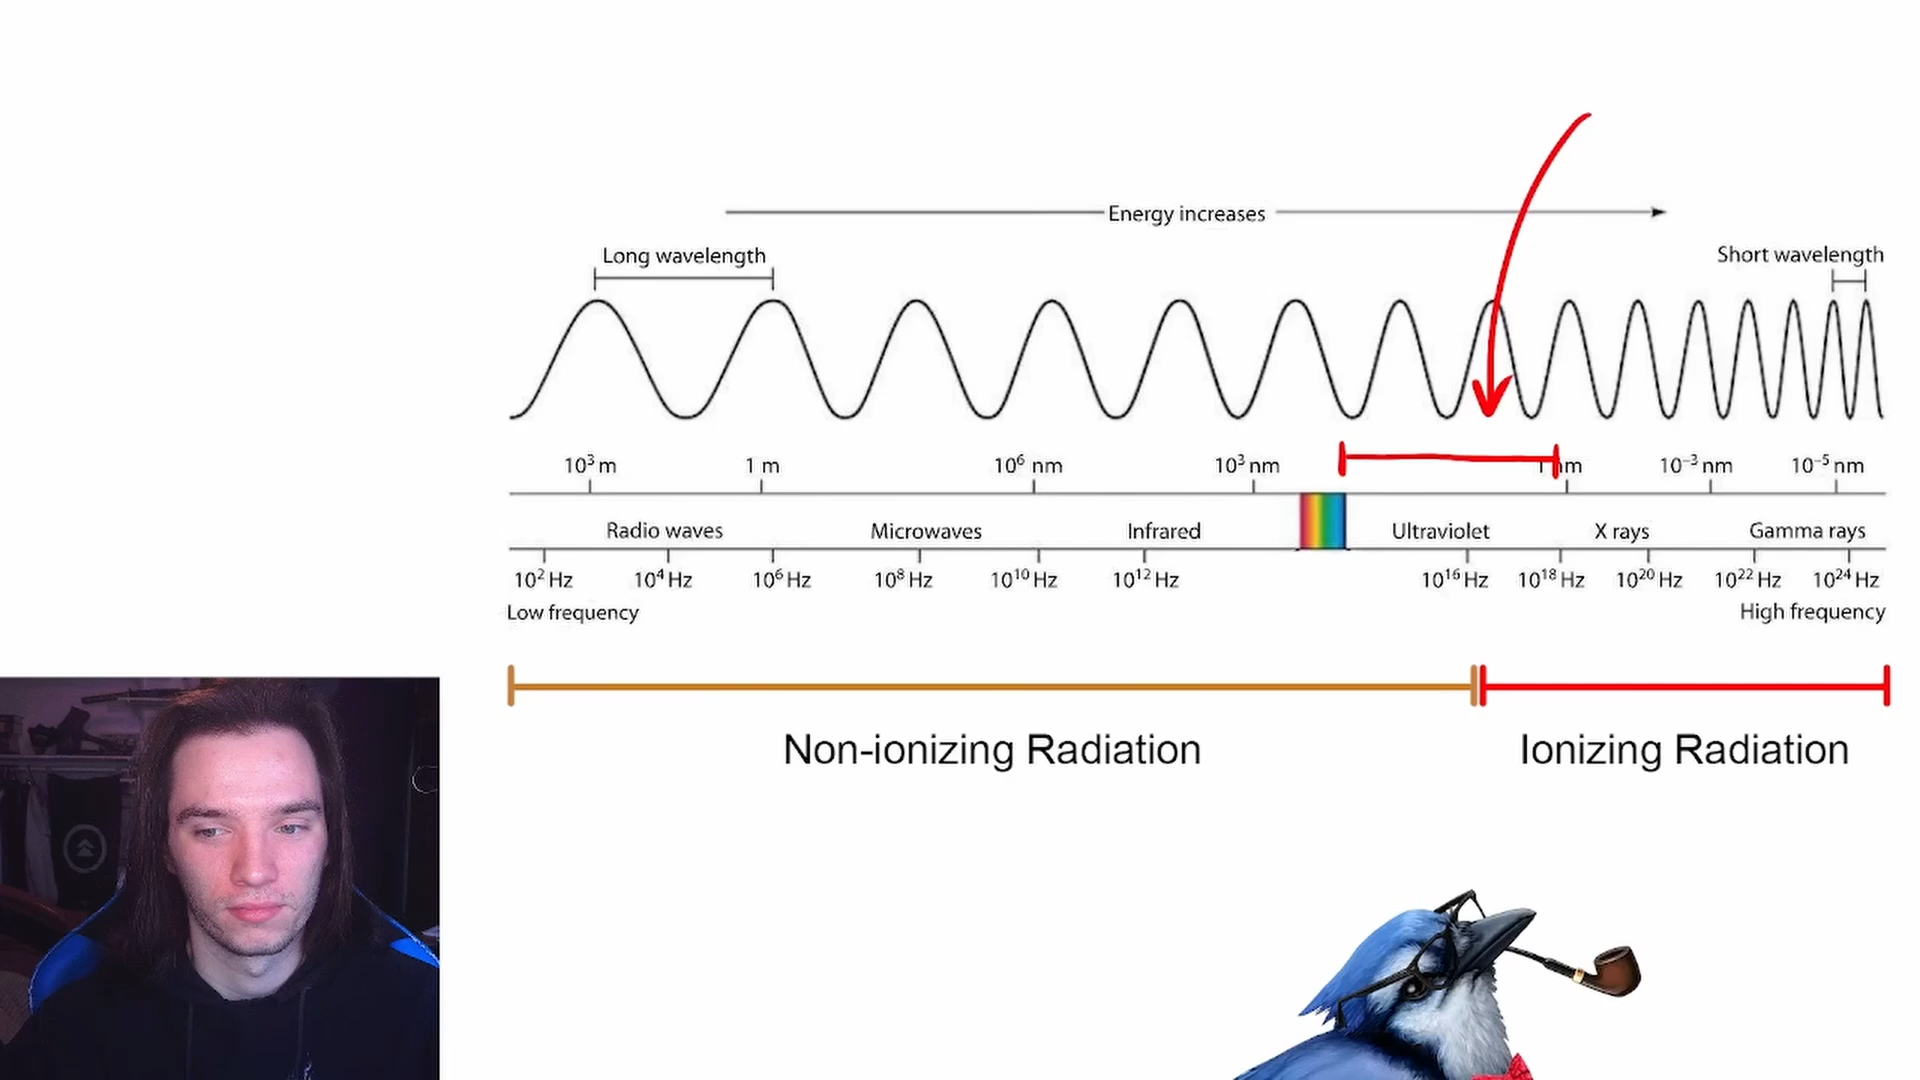 Energy increases
Long wavelength
Short wavelength
10³ m 1 m 10⁶ nm 10³ nm nm 10⁻³ nm 10⁻⁵ nm
Radio waves Microwaves Infrared Ultraviolet X rays Gamma rays
10² Hz 10⁴ Hz 10⁶ Hz 10⁸ Hz 10¹⁰ Hz 10¹² Hz 10¹⁶ Hz 10¹⁸ Hz 10²⁰ Hz 10²² Hz 10²⁴ Hz
Low frequency High frequency
Non-ionizing Radiation Ionizing Radiation